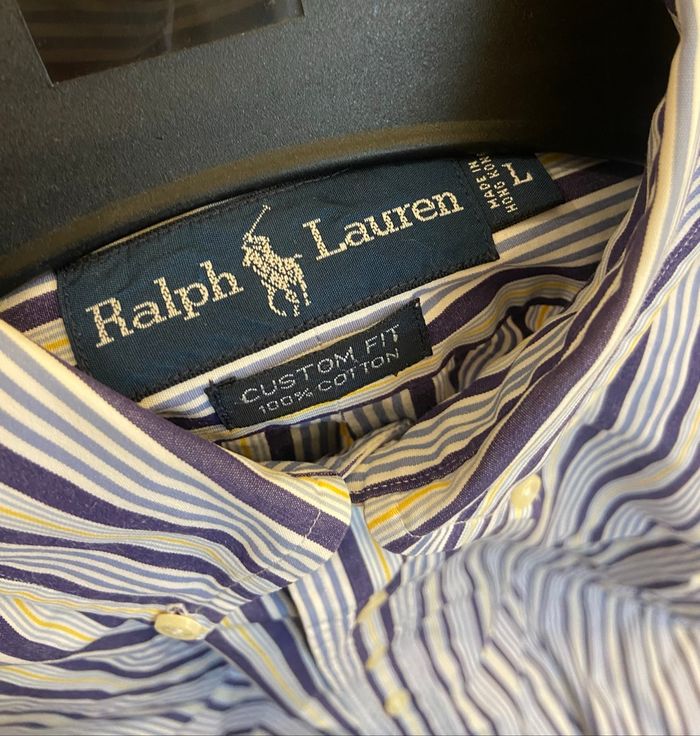 Ralph Lauren
MADE IN
HONG KONG
L
CUSTOM FIT
100% COTTON